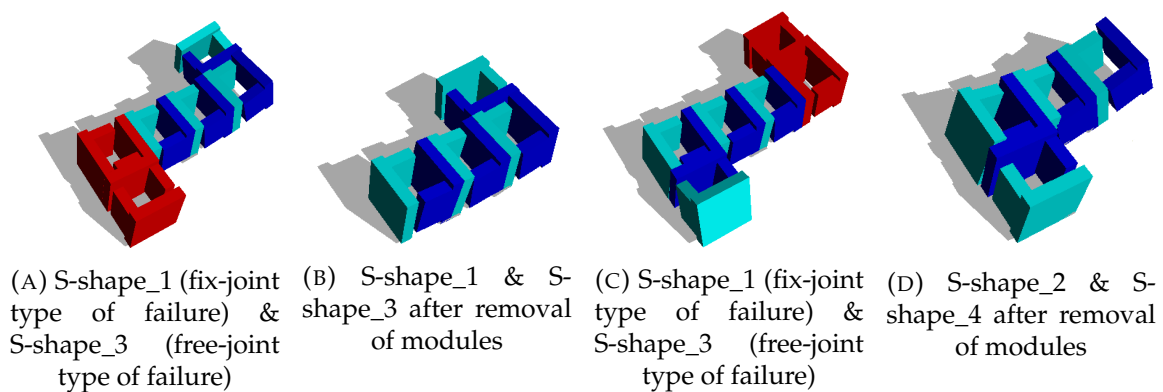 (A) S-shape_1 (fix-joint
type of failure) &
S-shape_3 (free-joint
type of failure)
(B) S-shape_1 & S-
shape_3 after removal
of modules
(C) S-shape_1 (fix-joint
type of failure) &
S-shape_3 (free-joint
type of failure)
(D) S-shape_2 & S-
shape_4 after removal
of modules